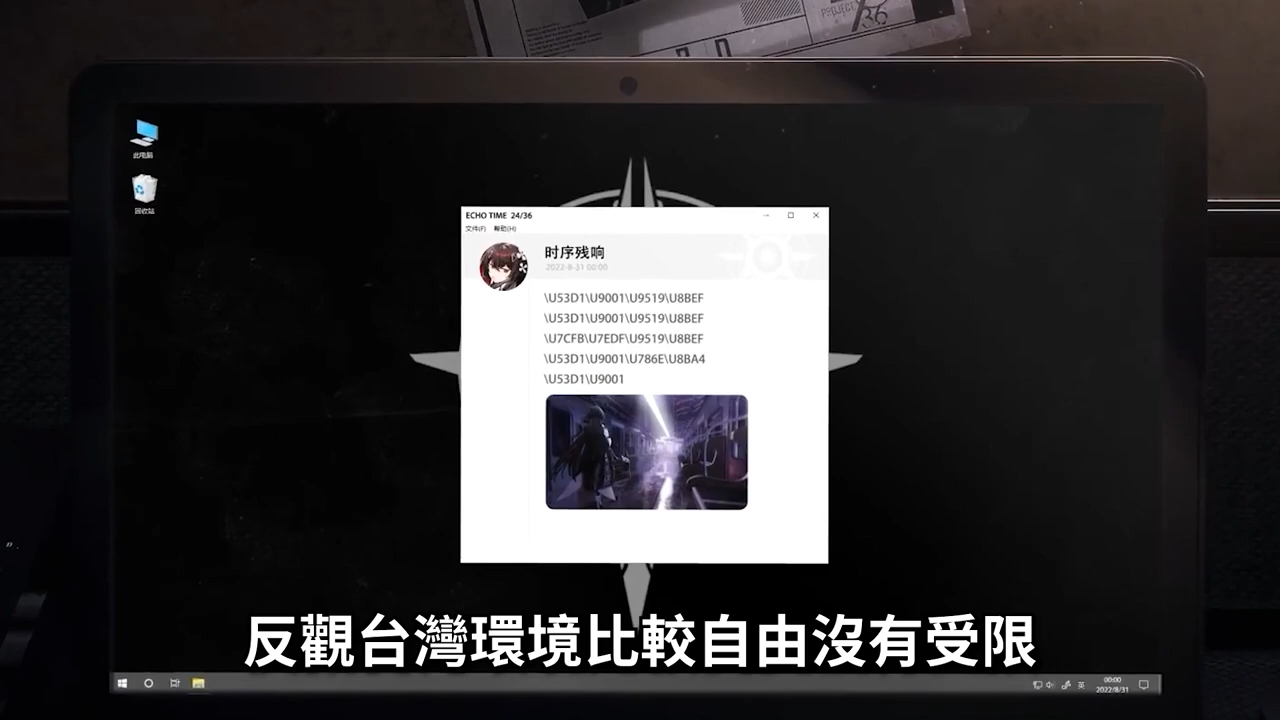 PROJECT
/36
此电脑
回收站
ECHO TIME 24/36
文件(F) 帮助(H)
时序残响
2022-8-31 00:00
\U53D1\U9001\U9519\U8BEF
\U53D1\U9001\U9519\U8BEF
\U7CFB\U7EDF\U9519\U8BEF
\U53D1\U9001\U786E\U8BA4
\U53D1\U9001
反觀台灣環境比較自由沒有受限
英
00:00
2022/8/31